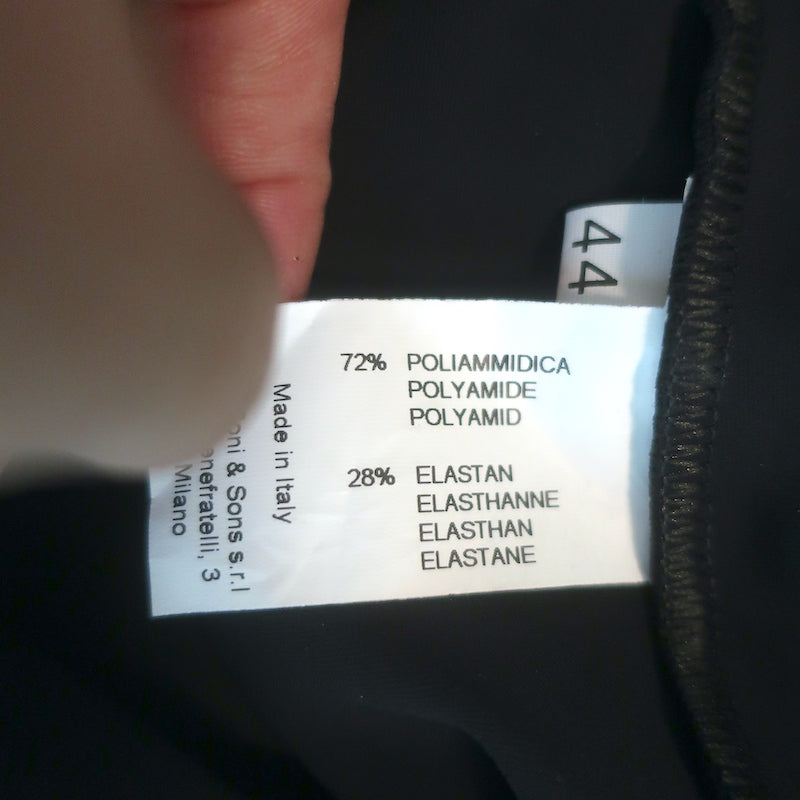 44
72% POLIAMMIDICA
POLYAMIDE
POLYAMID
28% ELASTAN
ELASTHANNE
ELASTHAN
ELASTANE
Made in Italy
& Sons s.r.l
3
Milano